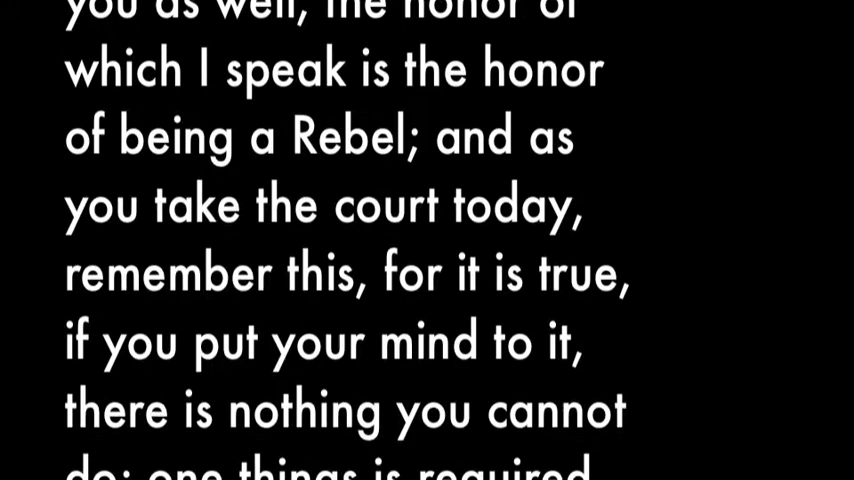 you as well, the honor of
which I speak is the honor
of being a Rebel; and as
you take the court today,
remember this, for it is true,
if you put your mind to it,
there is nothing you cannot
do; one things is required